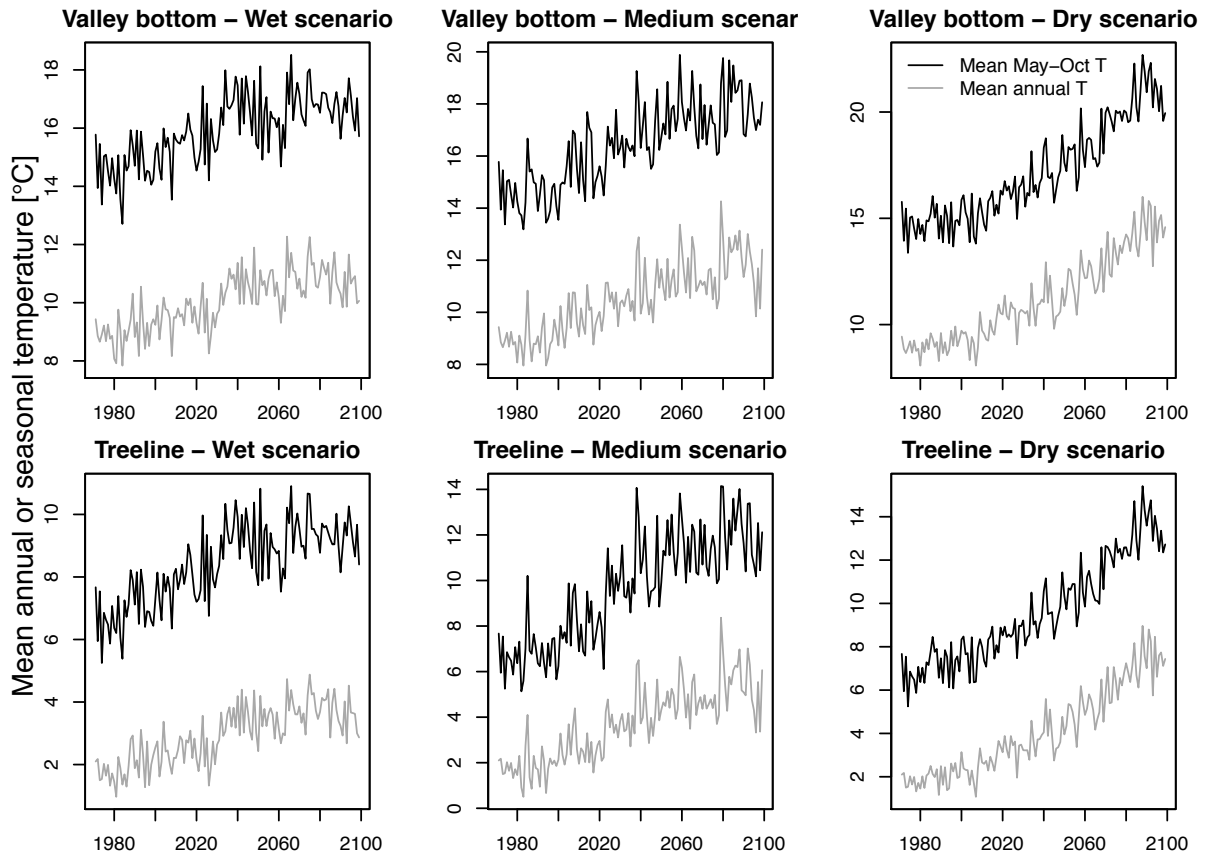 Valley bottom – Wet scenario
Valley bottom – Medium scenar
Valley bottom – Dry scenario
Mean annual or seasonal temperature [°C]
8 10 12 14 16 18
1980 2020 2060 2100
8 10 12 14 16 18 20
1980 2020 2060 2100
10 15 20
Mean May–Oct T
Mean annual T
1980 2020 2060 2100
Treeline – Wet scenario
Treeline – Medium scenario
Treeline – Dry scenario
2 4 6 8 10
1980 2020 2060 2100
0 2 4 6 8 10 12 14
1980 2020 2060 2100
2 4 6 8 10 12 14
1980 2020 2060 2100